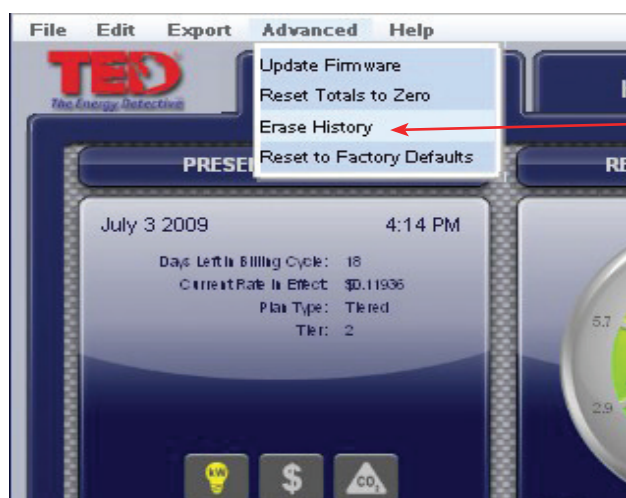 File Edit Export Advanced Help
TED
The Energy Detective
Update Firmware
Reset Totals to Zero
Erase History
Reset to Factory Defaults
PRESE
RE
July 3 2009 4:14 PM
Days Left in Billing Cycle: 18
Current Rate in Effect: $0.11936
Plan Type: Tiered
Tier: 2
5.7
2.9
kW $ CO2